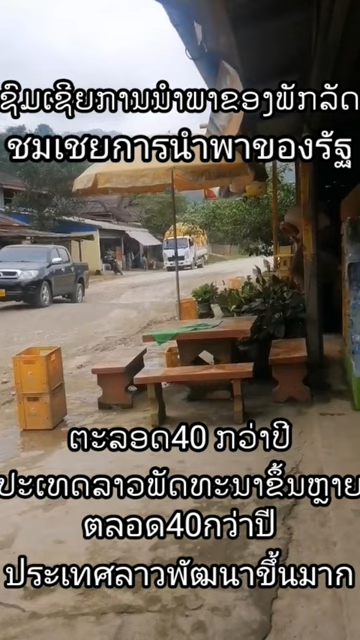 ຊົມເຊີຍການນຳພາຂອງພັກລັດ
ชมเชยการนำพาของรัฐ
ຕະລອດ40 ກວ່າປີ
ປະເທດລາວພັດທະນາຂຶ້ນຫຼາຍ
ตลอด40กว่าปี
ประเทศลาวพัฒนาขึ้นมาก